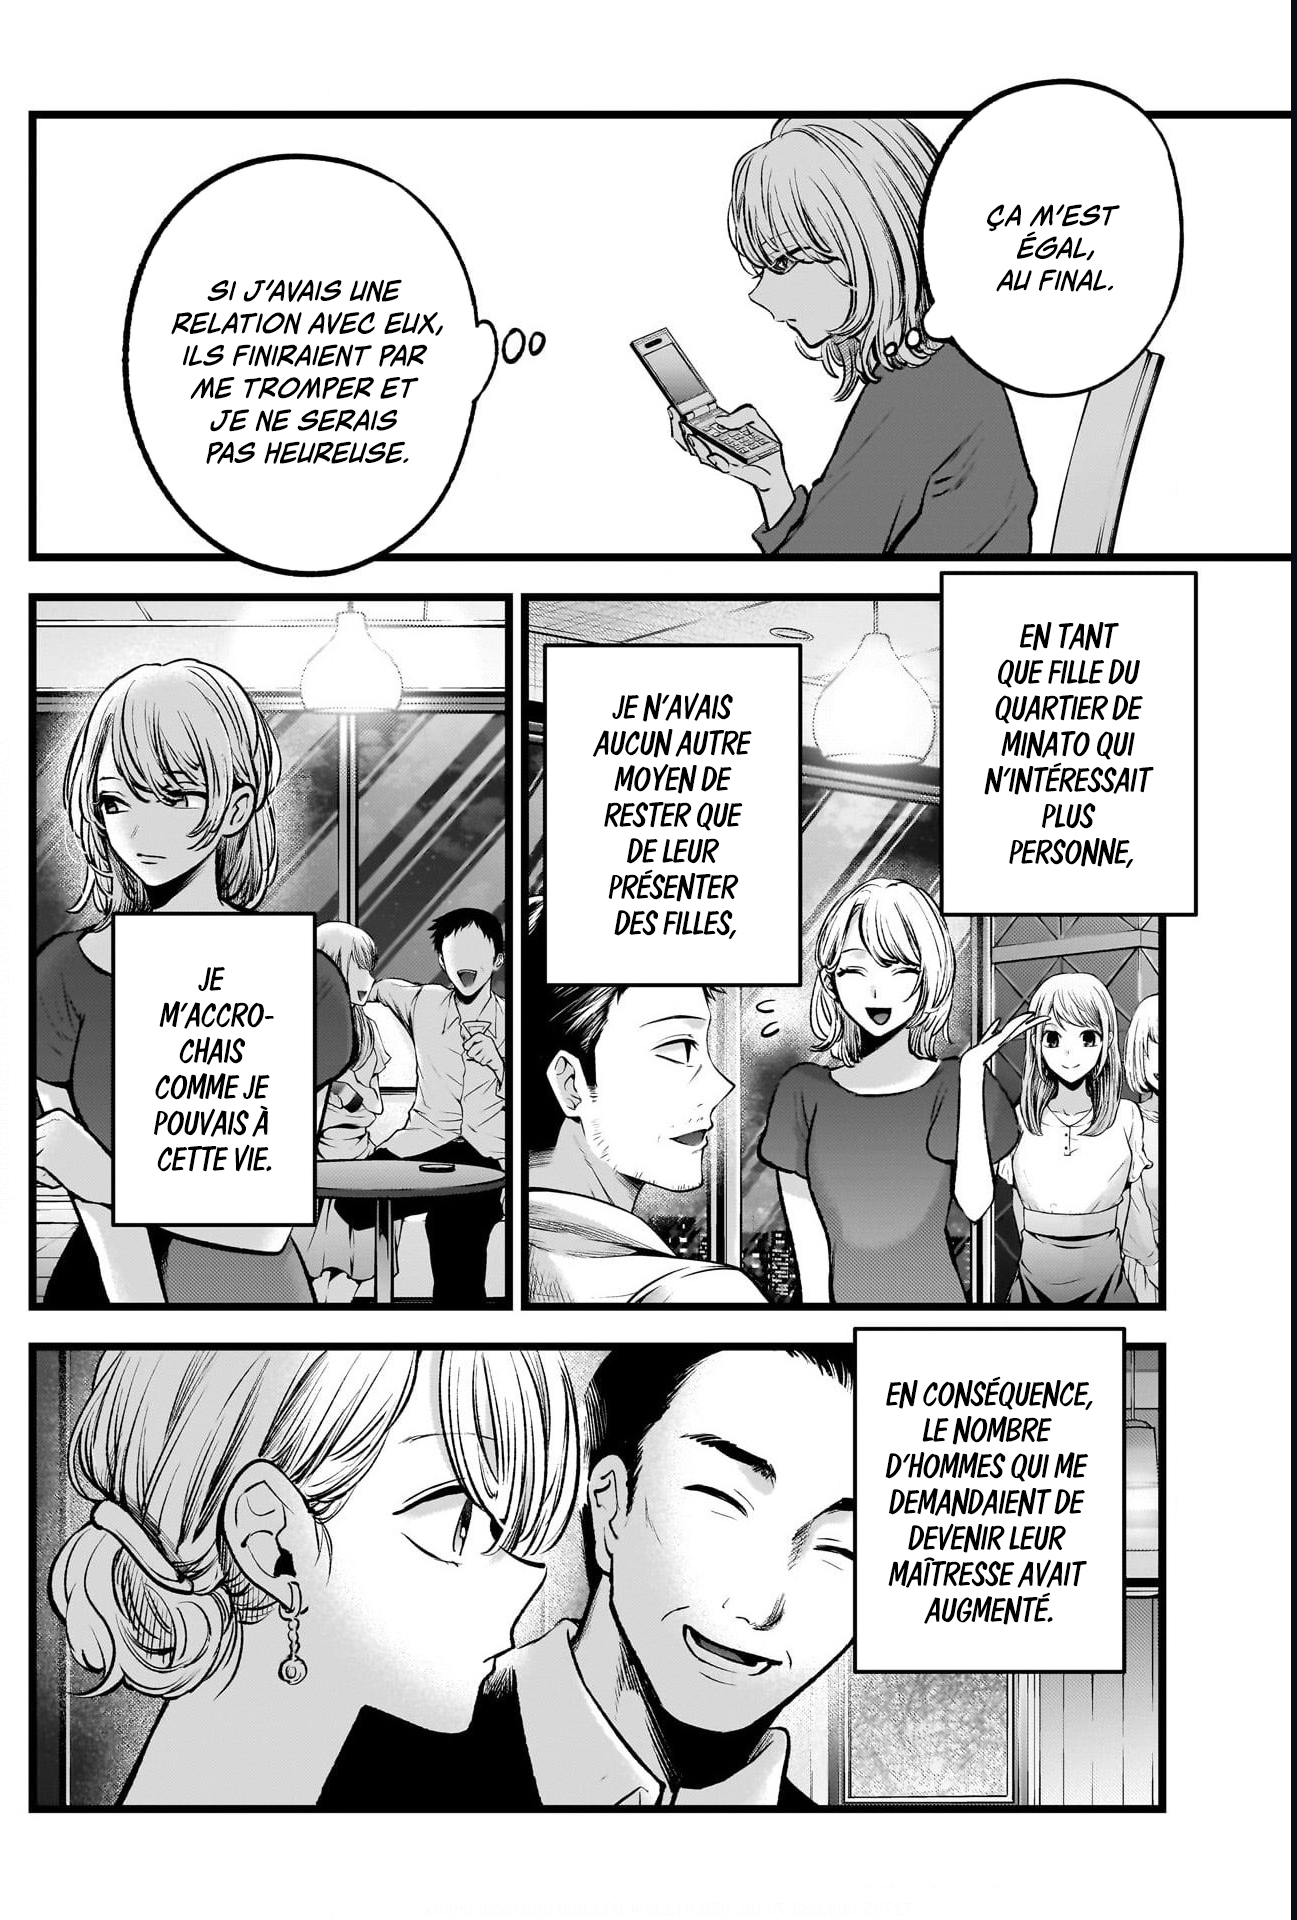 ÇA M'EST
ÉGAL,
AU FINAL.
SI J'AVAIS UNE
RELATION AVEC EUX,
ILS FINIRAIENT PAR
ME TROMPER ET
JE NE SERAIS
PAS HEUREUSE.
EN TANT
QUE FILLE DU
QUARTIER DE
MINATO QUI
N'INTÉRESSAIT
PLUS
PERSONNE,
JE N'AVAIS
AUCUN AUTRE
MOYEN DE
RESTER QUE
DE LEUR
PRÉSENTER
DES FILLES,
JE
M'ACCRO-
CHAIS
COMME JE
POUVAIS À
CETTE VIE.
EN CONSÉQUENCE,
LE NOMBRE
D'HOMMES QUI ME
DEMANDAIENT DE
DEVENIR LEUR
MAÎTRESSE AVAIT
AUGMENTÉ.